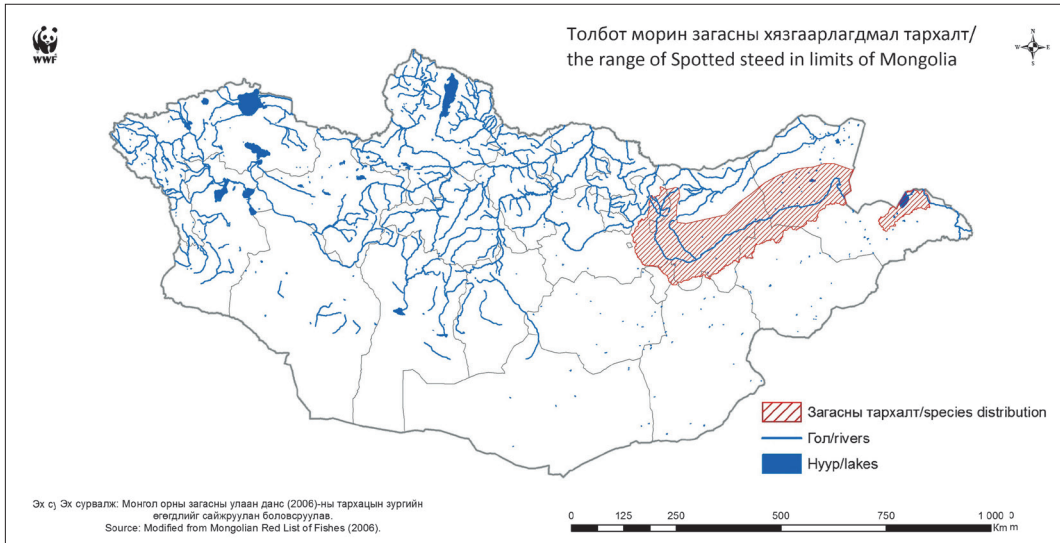 WWF
Толбот морин загасны хязгаарлагдмал тархалт/
the range of Spotted steed in limits of Mongolia
N
W E
S
Загасны тархалт/species distribution
Гол/rivers
Нуур/lakes
Эх сү Эх сурвалж: Монгол орны загасны улаан данс (2006)-ны тархацын зургийн
өгөгдлийг сайжруулан боловсруулав.
Source: Modified from Mongolian Red List of Fishes (2006).
0 125 250 500 750 1 000
Km